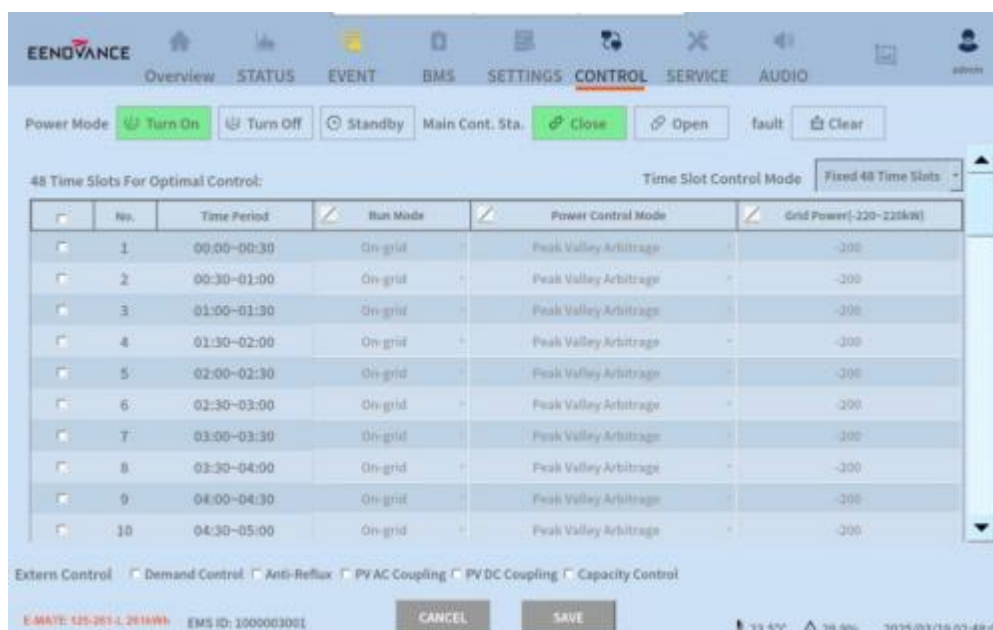 EENOVANCE
Overview STATUS EVENT BMS SETTINGS CONTROL SERVICE AUDIO admin
Power Mode Turn On Turn Off Standby Main Cont. Sta. Close Open fault Clear
48 Time Slots For Optimal Control: Time Slot Control Mode Fixed 48 Time Slots
No. Time Period Run Mode Power Control Mode Grid Power[-220~220kW]
1 00:00~00:30 On-grid Peak Valley Arbitrage -200
2 00:30~01:00 On-grid Peak Valley Arbitrage -200
3 01:00~01:30 On-grid Peak Valley Arbitrage -200
4 01:30~02:00 On-grid Peak Valley Arbitrage -200
5 02:00~02:30 On-grid Peak Valley Arbitrage -200
6 02:30~03:00 On-grid Peak Valley Arbitrage -200
7 03:00~03:30 On-grid Peak Valley Arbitrage -200
8 03:30~04:00 On-grid Peak Valley Arbitrage -200
9 04:00~04:30 On-grid Peak Valley Arbitrage -200
10 04:30~05:00 On-grid Peak Valley Arbitrage -200
Extern Control Demand Control Anti-Reflux PV AC Coupling PV DC Coupling Capacity Control
E-MATE 125-261-L 261kWh EMS ID: 1000003001 CANCEL SAVE 23.5°C 29.9%